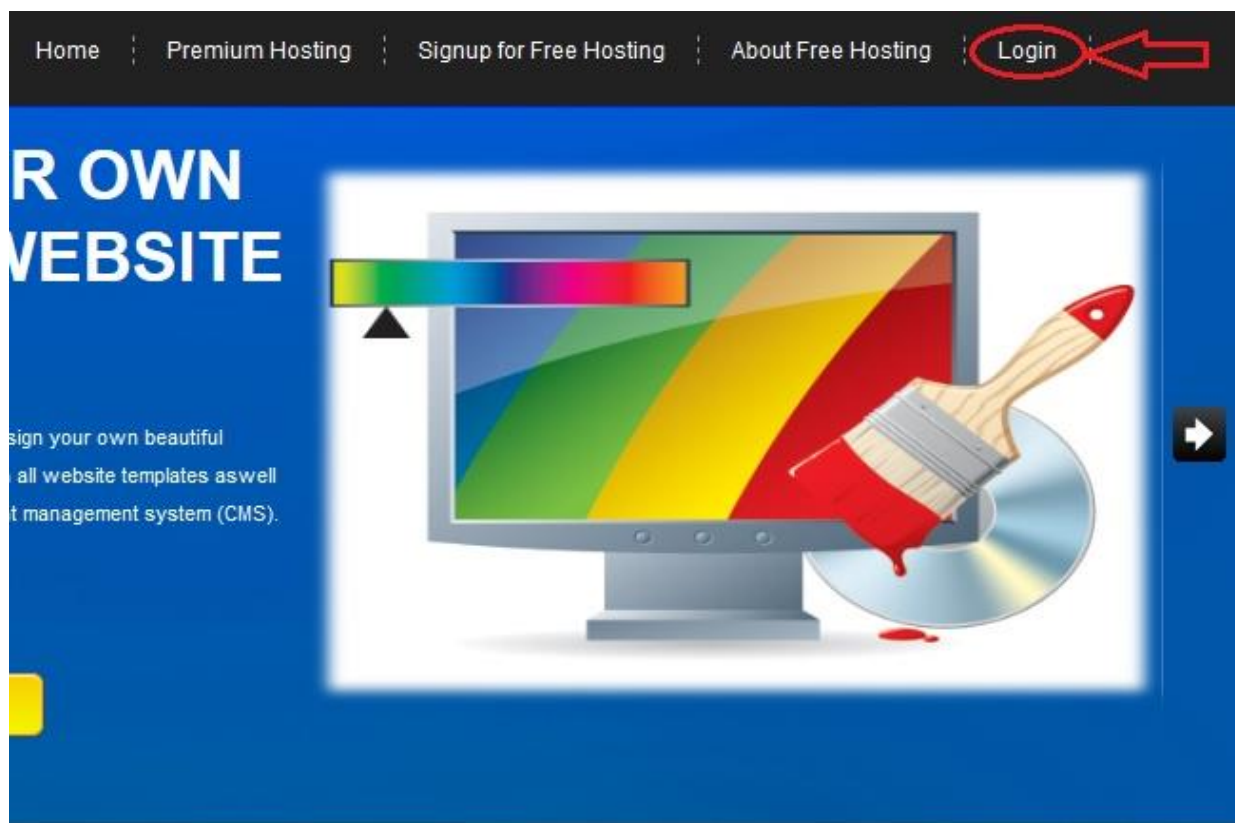 Home Premium Hosting Signup for Free Hosting About Free Hosting Login
R OWN
WEBSITE
sign your own beautiful
all website templates aswell
t management system (CMS).